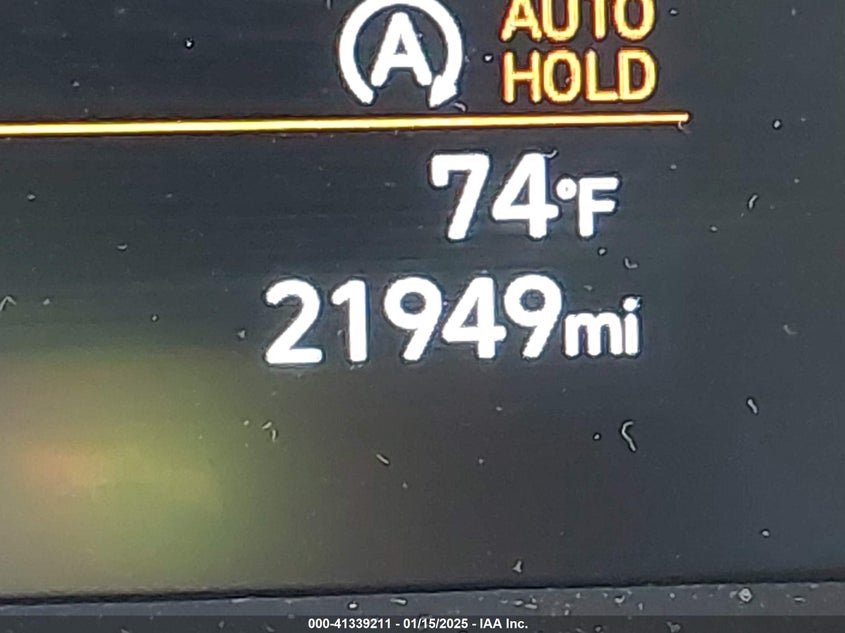 A AUTO
HOLD
74°F
21949mi
000-41339211 - 01/15/2025 - IAA Inc.